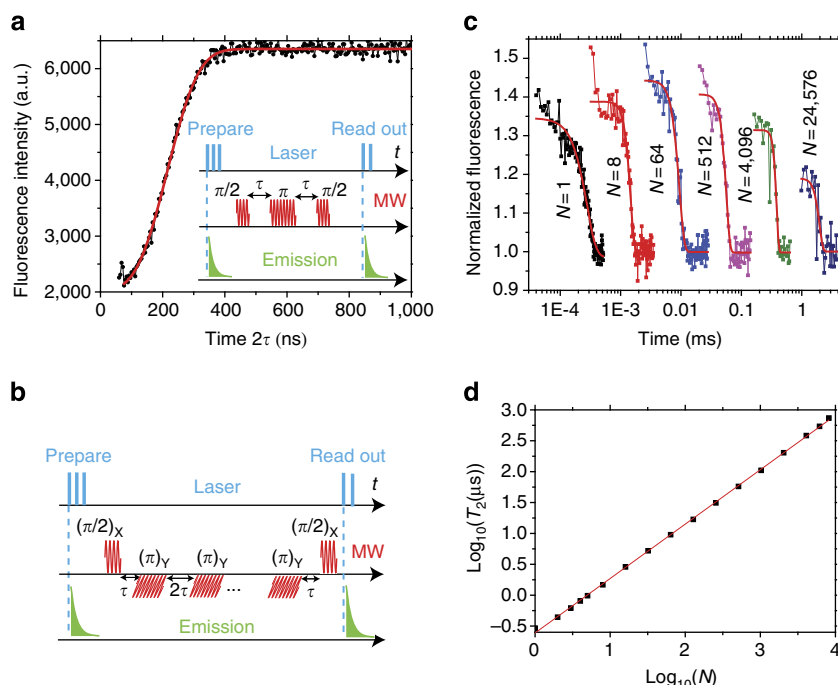 a
Fluorescence intensity (a.u.)
6,000
5,000
4,000
3,000
2,000
0 200 400 600 800 1,000
Time 2τ (ns)
Prepare Read out
Laser t
π/2 τ π τ π/2
MW
Emission
b
Prepare Read out
Laser t
(π/2)X (π/2)X
MW
(π)Y (π)Y (π)Y
τ 2τ ... τ
Emission
c
Normalized fluorescence
1.5
1.4
1.3
1.2
1.1
1.0
0.9
N = 1
N = 8
N = 64
N = 512
N = 4,096
N = 24,576
1E-4 1E-3 0.01 0.1 1
Time (ms)
d
Log10(T2(μs))
3.0
2.5
2.0
1.5
1.0
0.5
0.0
–0.5
0 1 2 3 4
Log10(N)